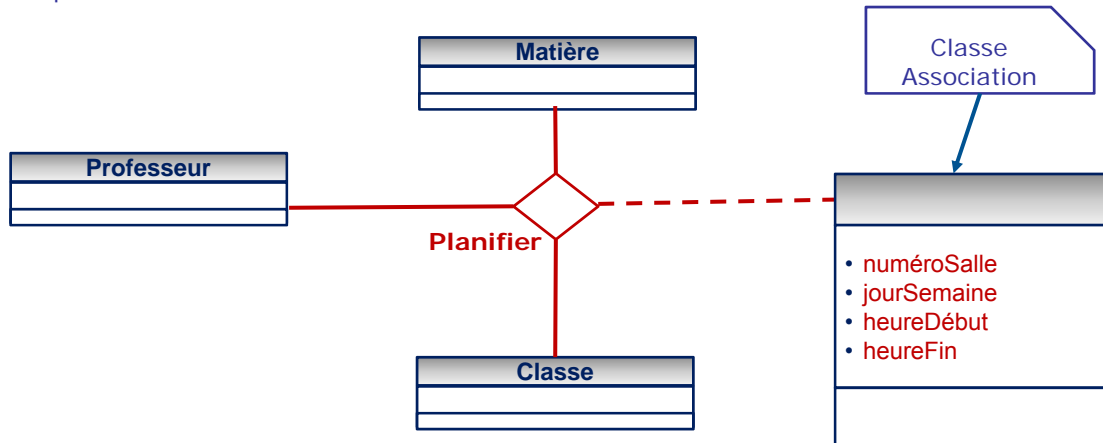 Matière
Classe
Association
Professeur
Planifier
• numéroSalle
• jourSemaine
• heureDébut
• heureFin
Classe